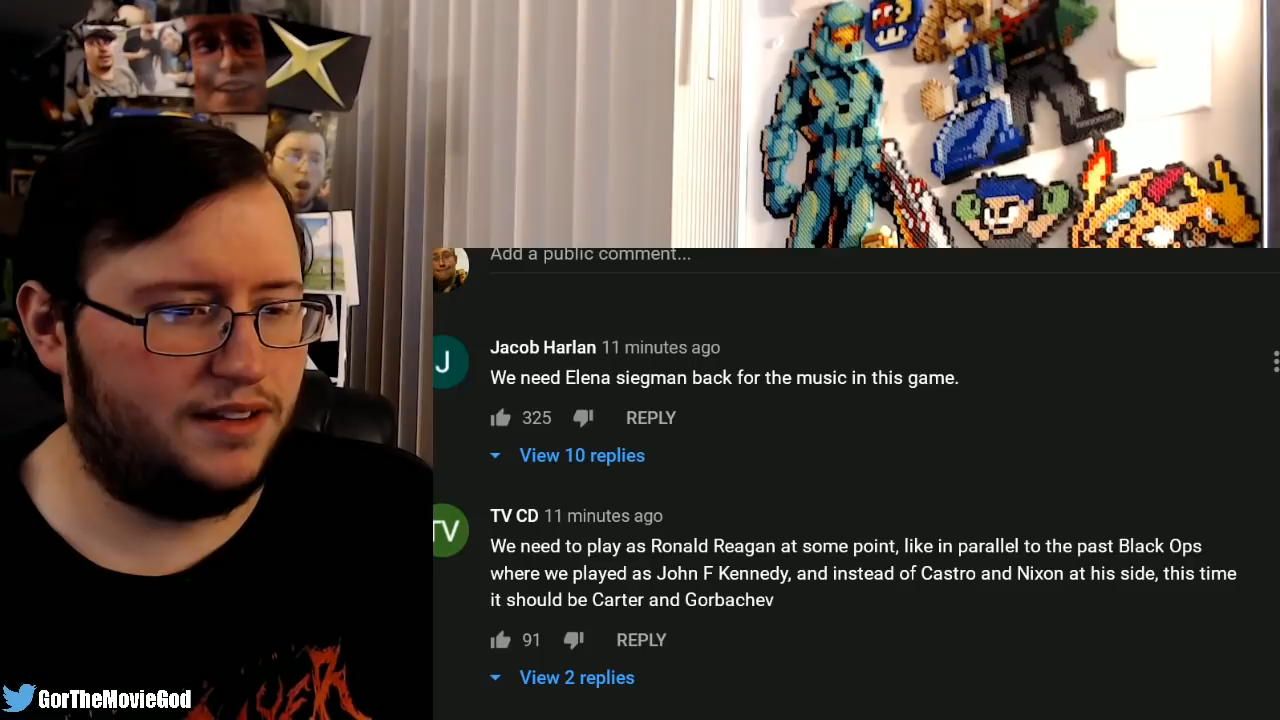 Add a public comment...
J
Jacob Harlan 11 minutes ago
We need Elena siegman back for the music in this game.
325 REPLY
View 10 replies
TV
TV CD 11 minutes ago
We need to play as Ronald Reagan at some point, like in parallel to the past Black Ops
where we played as John F Kennedy, and instead of Castro and Nixon at his side, this time
it should be Carter and Gorbachev
91 REPLY
View 2 replies
GorTheMovieGod